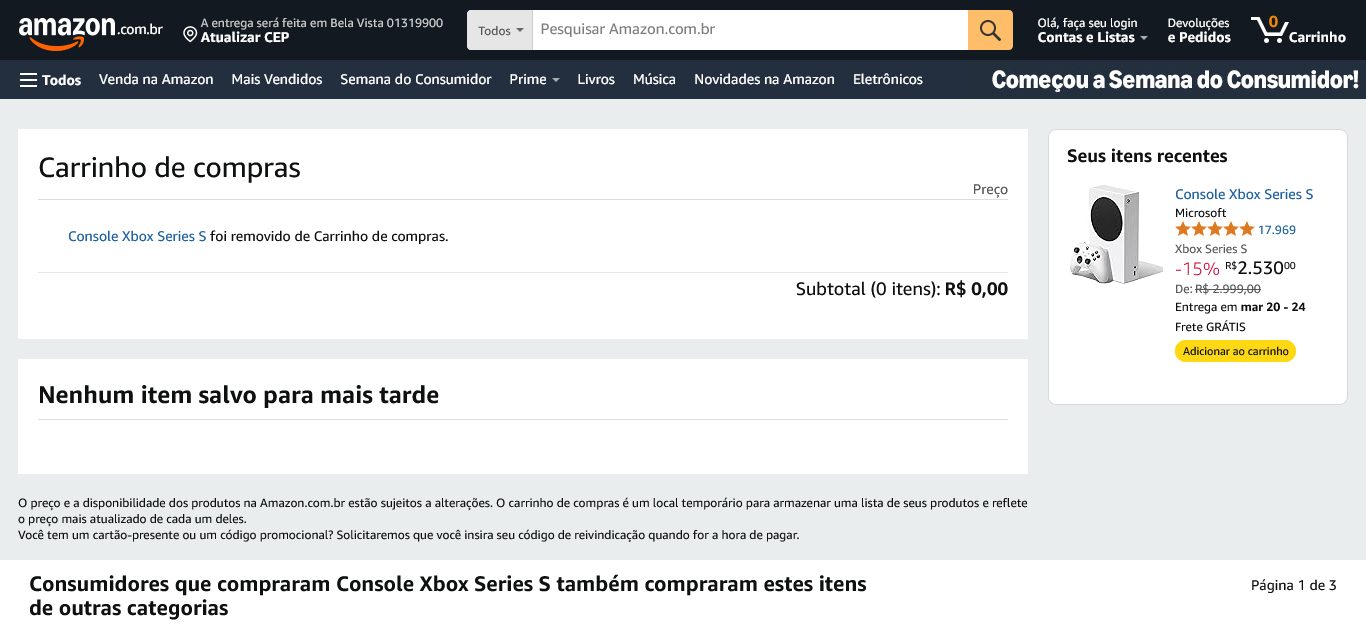 amazon.com.br
A entrega será feita em Bela Vista 01319900
Atualizar CEP
Todos
Pesquisar Amazon.com.br
Olá, faça seu login
Contas e Listas
Devoluções
e Pedidos
0
Carrinho
Todos
Venda na Amazon
Mais Vendidos
Semana do Consumidor
Prime
Livros
Música
Novidades na Amazon
Eletrônicos
Começou a Semana do Consumidor!
Carrinho de compras
Preço
Console Xbox Series S foi removido de Carrinho de compras.
Subtotal (0 itens): R$ 0,00
Nenhum item salvo para mais tarde
O preço e a disponibilidade dos produtos na Amazon.com.br estão sujeitos a alterações. O carrinho de compras é um local temporário para armazenar uma lista de seus produtos e reflete
o preço mais atualizado de cada um deles.
Você tem um cartão-presente ou um código promocional? Solicitaremos que você insira seu código de reivindicação quando for a hora de pagar.
Seus itens recentes
Console Xbox Series S
Microsoft
17.969
Xbox Series S
-15% R$2.53000
De: R$ 2.999,00
Entrega em mar 20 - 24
Frete GRÁTIS
Adicionar ao carrinho
Consumidores que compraram Console Xbox Series S também compraram estes itens
de outras categorias
Página 1 de 3